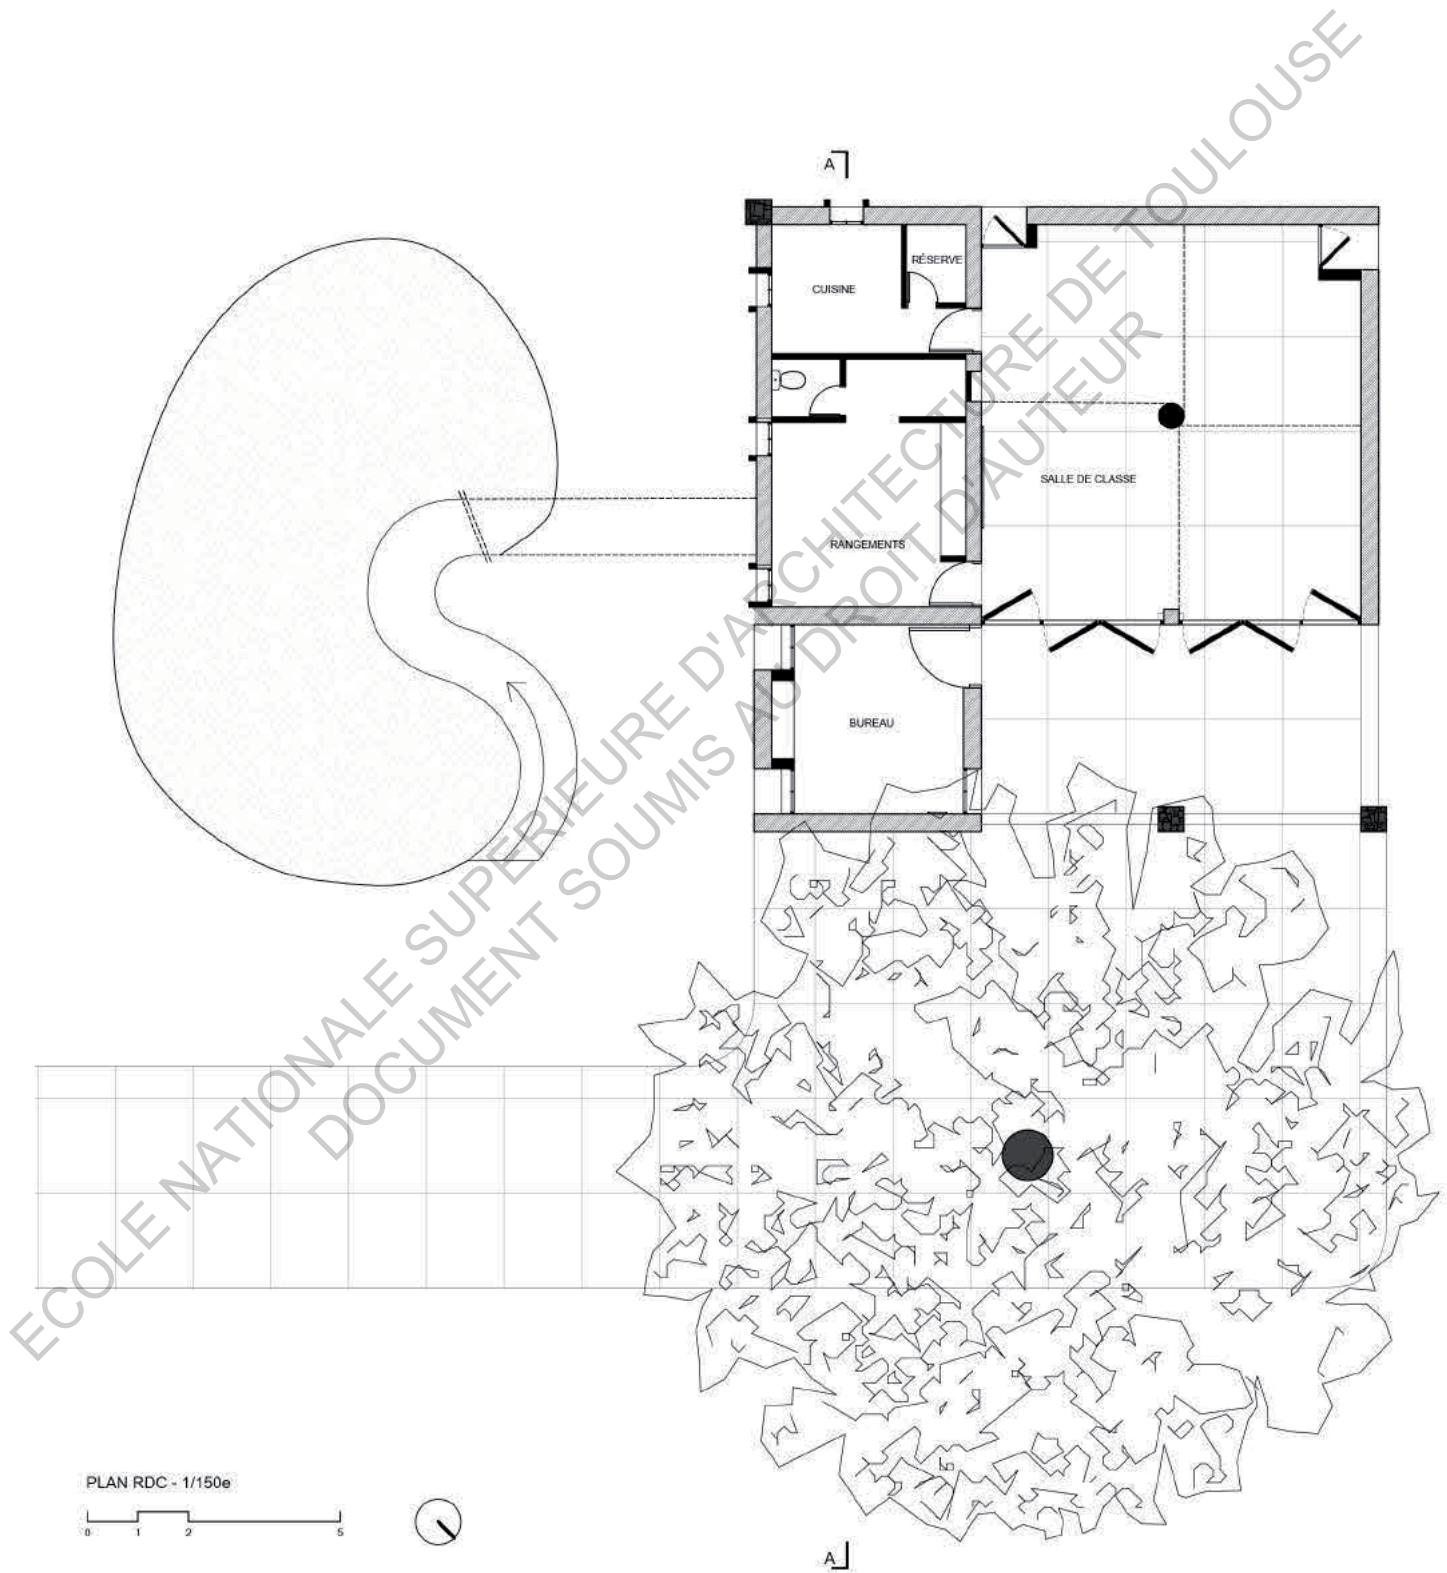 A
RÉSERVE
CUISINE
SALLE DE CLASSE
RANGEMENTS
BUREAU
ECOLE NATIONALE SUPERIEURE D'ARCHITECTURE DE TOULOUSE
DOCUMENT SOUMIS AU DROIT D'AUTEUR
PLAN RDC - 1/150e
0 1 2 5
A